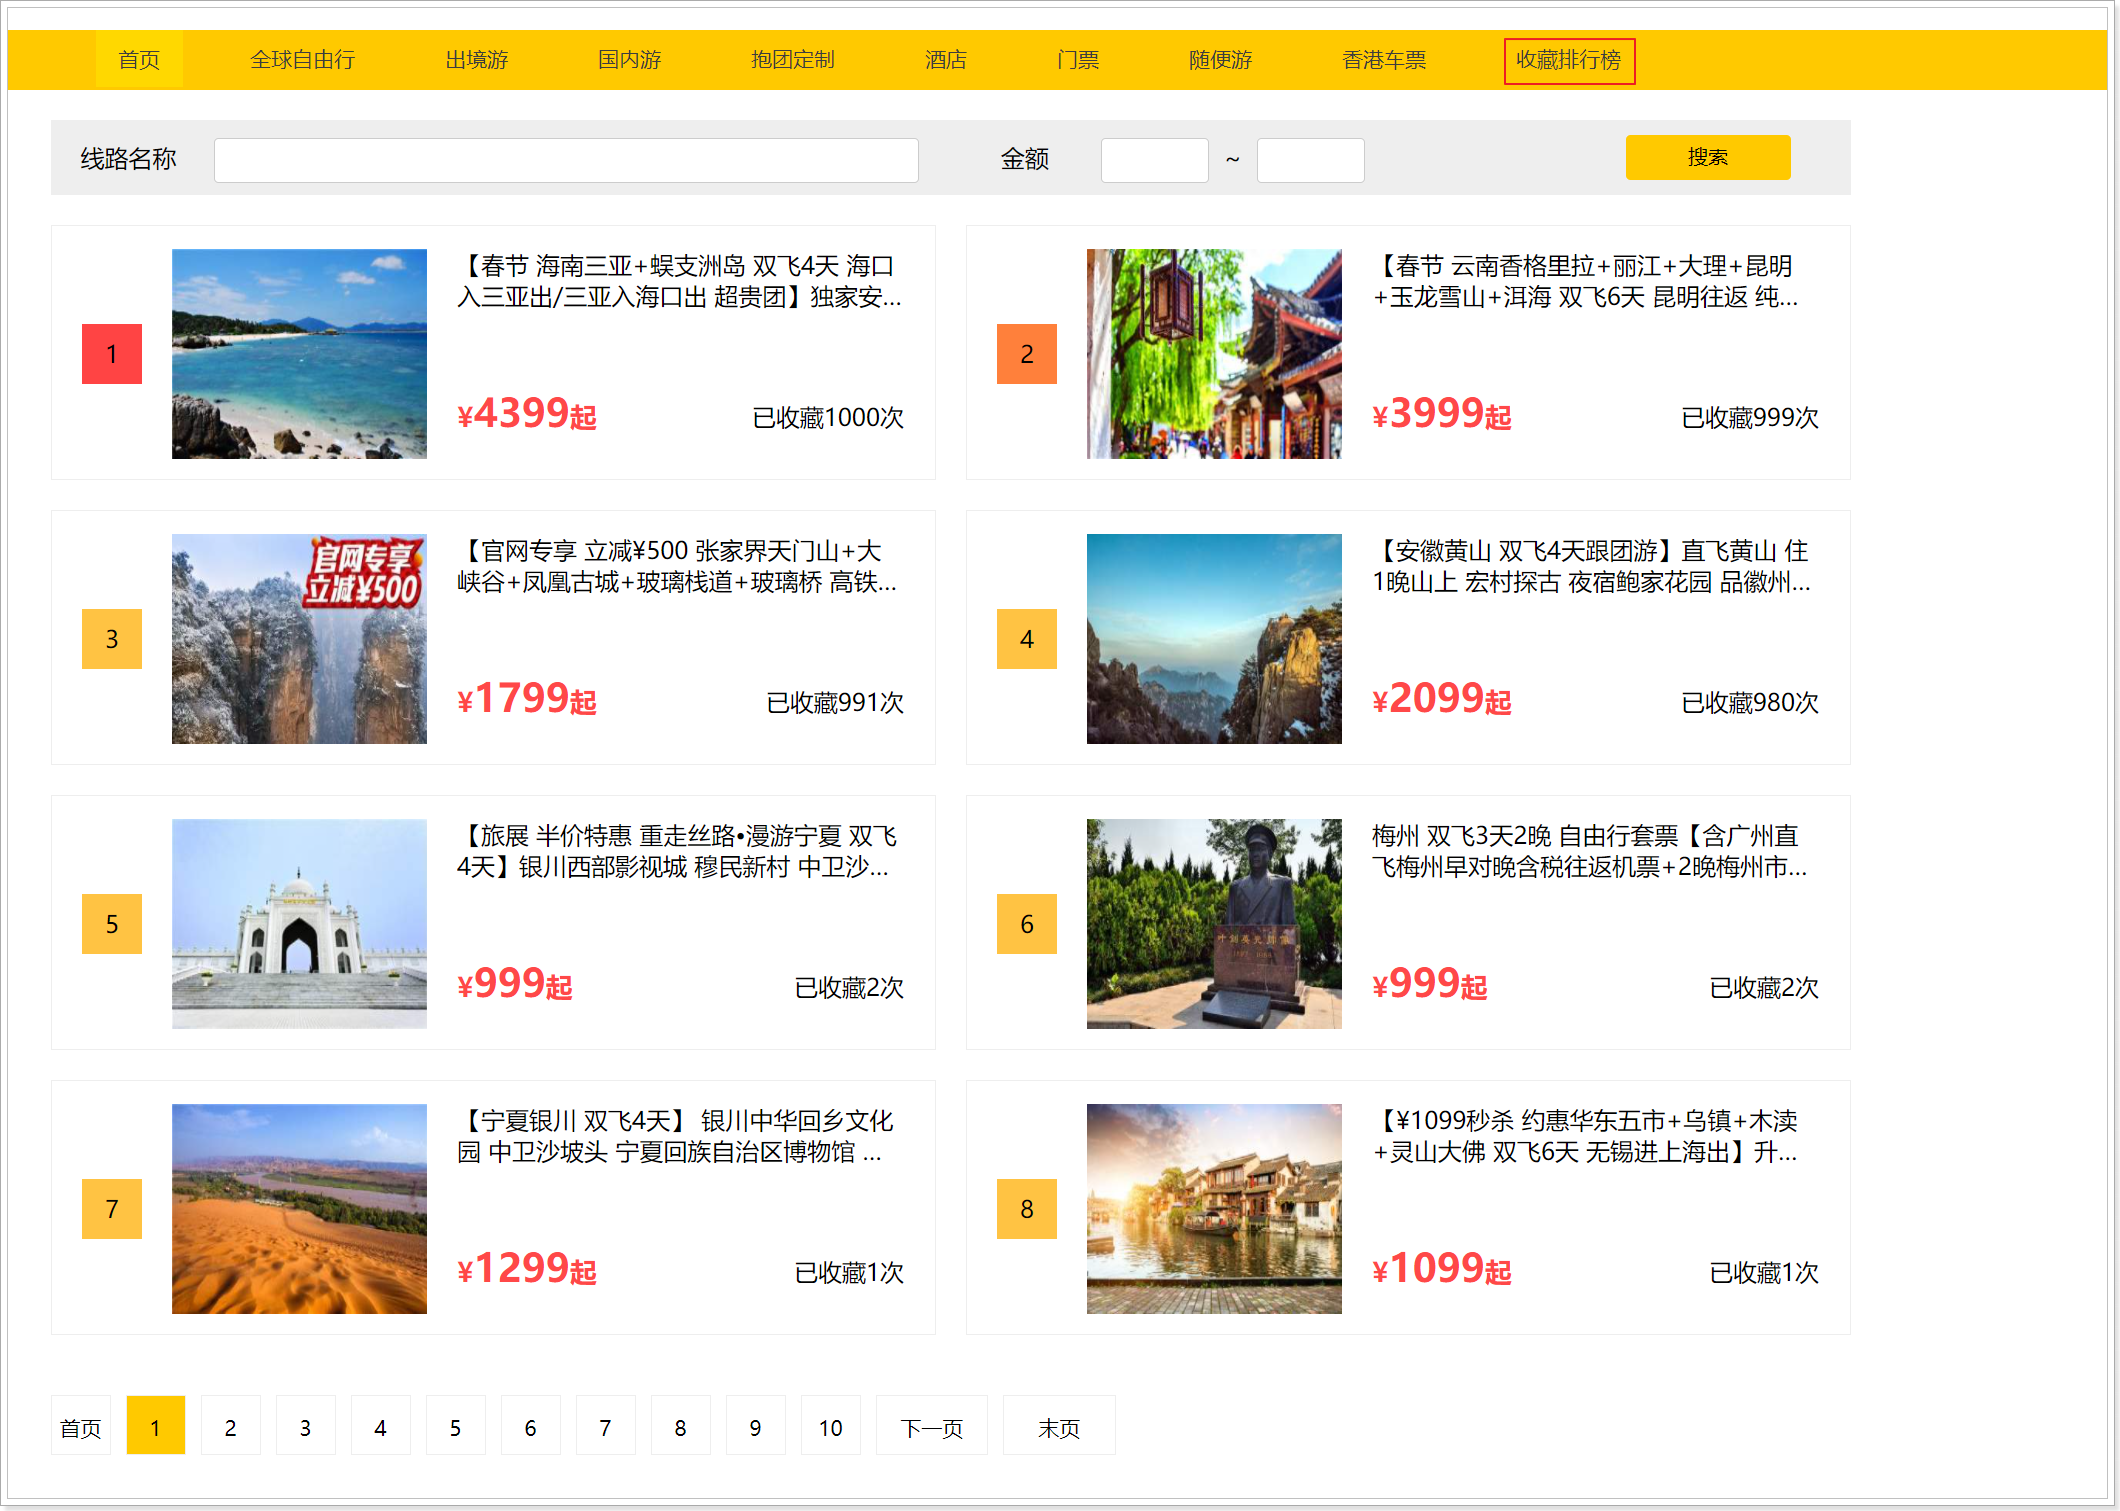 首页 全球自由行 出境游 国内游 抱团定制 酒店 门票 随便游 香港车票 收藏排行榜
线路名称 金额 ~ 搜索
1
【春节 海南三亚+蜈支洲岛 双飞4天 海口
入三亚出/三亚入海口出 超贵团】独家安...
¥4399起 已收藏1000次
2
【春节 云南香格里拉+丽江+大理+昆明
+玉龙雪山+洱海 双飞6天 昆明往返 纯...
¥3999起 已收藏999次
3
官网专享
立减¥500
【官网专享 立减¥500 张家界天门山+大
峡谷+凤凰古城+玻璃栈道+玻璃桥 高铁...
¥1799起 已收藏991次
4
【安徽黄山 双飞4天跟团游】直飞黄山 住
1晚山上 宏村探古 夜宿鲍家花园 品徽州...
¥2099起 已收藏980次
5
【旅展 半价特惠 重走丝路•漫游宁夏 双飞
4天】银川西部影视城 穆民新村 中卫沙...
¥999起 已收藏2次
6
梅州 双飞3天2晚 自由行套票【含广州直
飞梅州早对晚含税往返机票+2晚梅州市...
¥999起 已收藏2次
7
【宁夏银川 双飞4天】 银川中华回乡文化
园 中卫沙坡头 宁夏回族自治区博物馆 ...
¥1299起 已收藏1次
8
【¥1099秒杀 约惠华东五市+乌镇+木渎
+灵山大佛 双飞6天 无锡进上海出】升...
¥1099起 已收藏1次
首页 1 2 3 4 5 6 7 8 9 10 下一页 末页